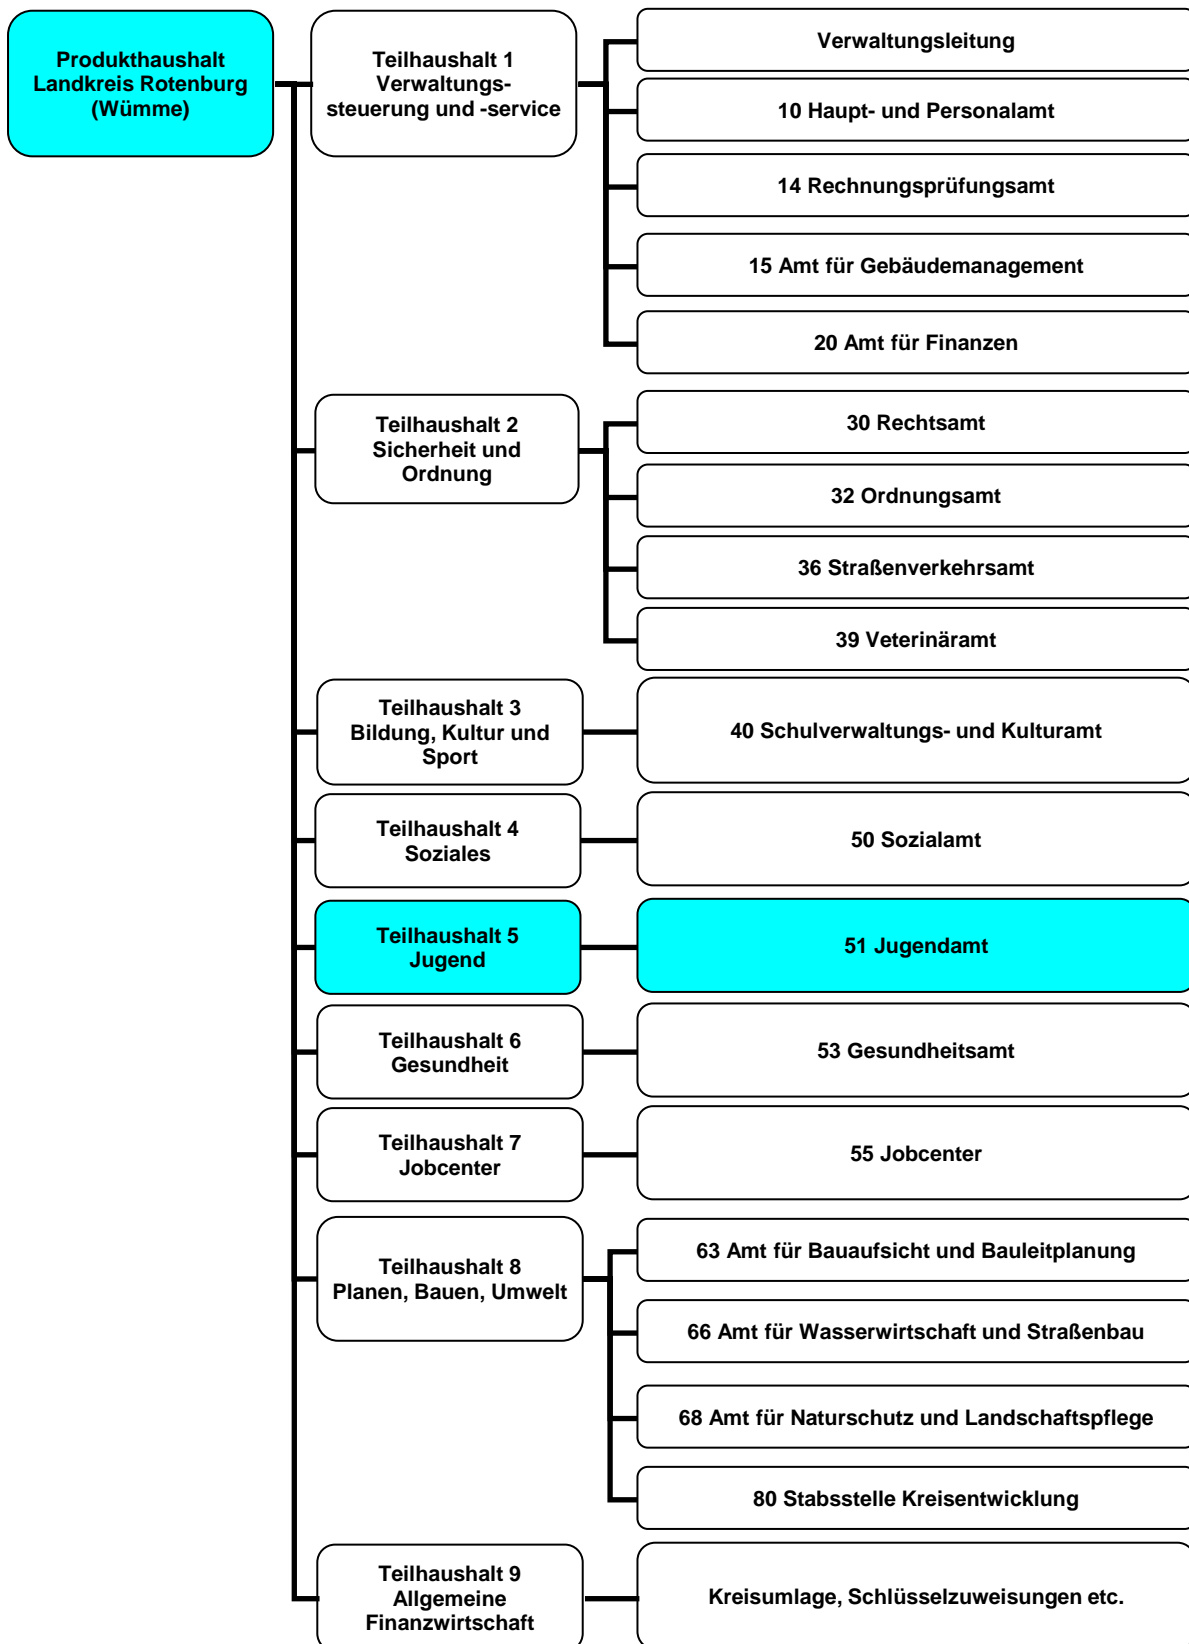 Produkthaushalt
Landkreis Rotenburg
(Wümme)
Teilhaushalt 1
Verwaltungs-
steuerung und -service
Verwaltungsleitung
10 Haupt- und Personalamt
14 Rechnungsprüfungsamt
15 Amt für Gebäudemanagement
20 Amt für Finanzen
Teilhaushalt 2
Sicherheit und
Ordnung
30 Rechtsamt
32 Ordnungsamt
36 Straßenverkehrsamt
39 Veterinäramt
Teilhaushalt 3
Bildung, Kultur und
Sport
40 Schulverwaltungs- und Kulturamt
Teilhaushalt 4
Soziales
50 Sozialamt
Teilhaushalt 5
Jugend
51 Jugendamt
Teilhaushalt 6
Gesundheit
53 Gesundheitsamt
Teilhaushalt 7
Jobcenter
55 Jobcenter
Teilhaushalt 8
Planen, Bauen, Umwelt
63 Amt für Bauaufsicht und Bauleitplanung
66 Amt für Wasserwirtschaft und Straßenbau
68 Amt für Naturschutz und Landschaftspflege
80 Stabsstelle Kreisentwicklung
Teilhaushalt 9
Allgemeine
Finanzwirtschaft
Kreisumlage, Schlüsselzuweisungen etc.